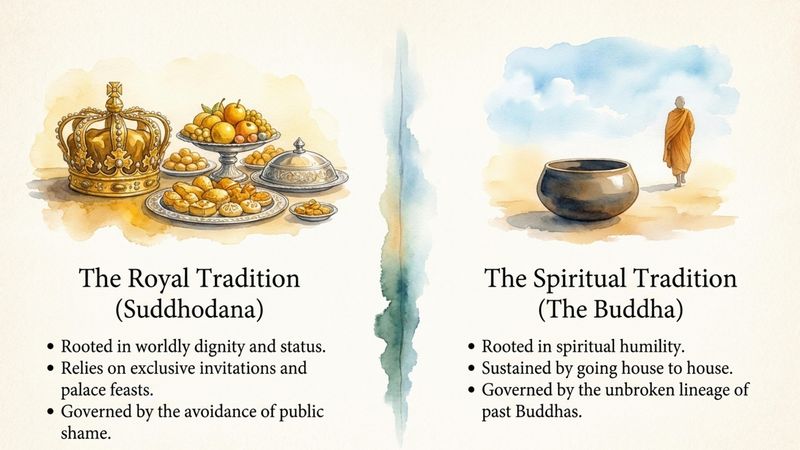 The Royal Tradition
(Suddhodana)
• Rooted in worldly dignity and status.
• Relies on exclusive invitations and
palace feasts.
• Governed by the avoidance of public
shame.
The Spiritual Tradition
(The Buddha)
• Rooted in spiritual humility.
• Sustained by going house to house.
• Governed by the unbroken lineage of
past Buddhas.